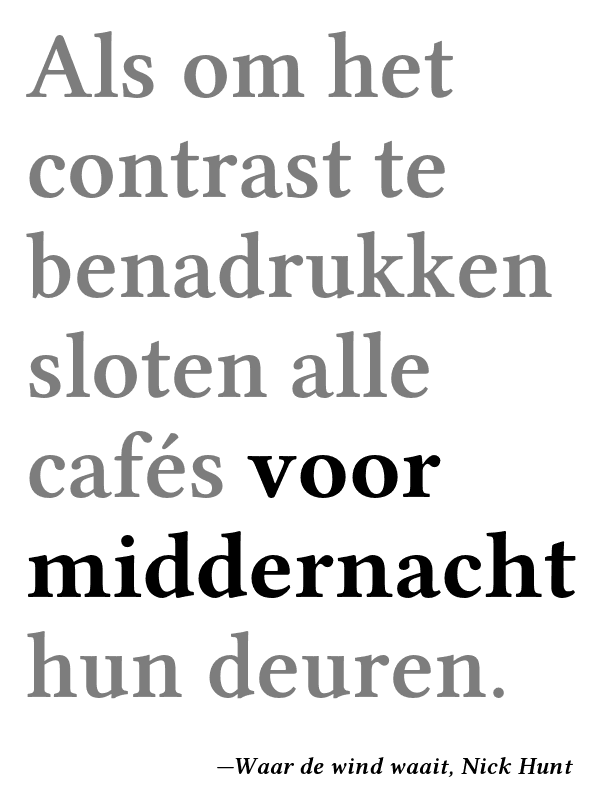 Als om het
contrast te
benadrukken
sloten alle
cafés voor
middernacht
hun deuren.
—Waar de wind waait, Nick Hunt